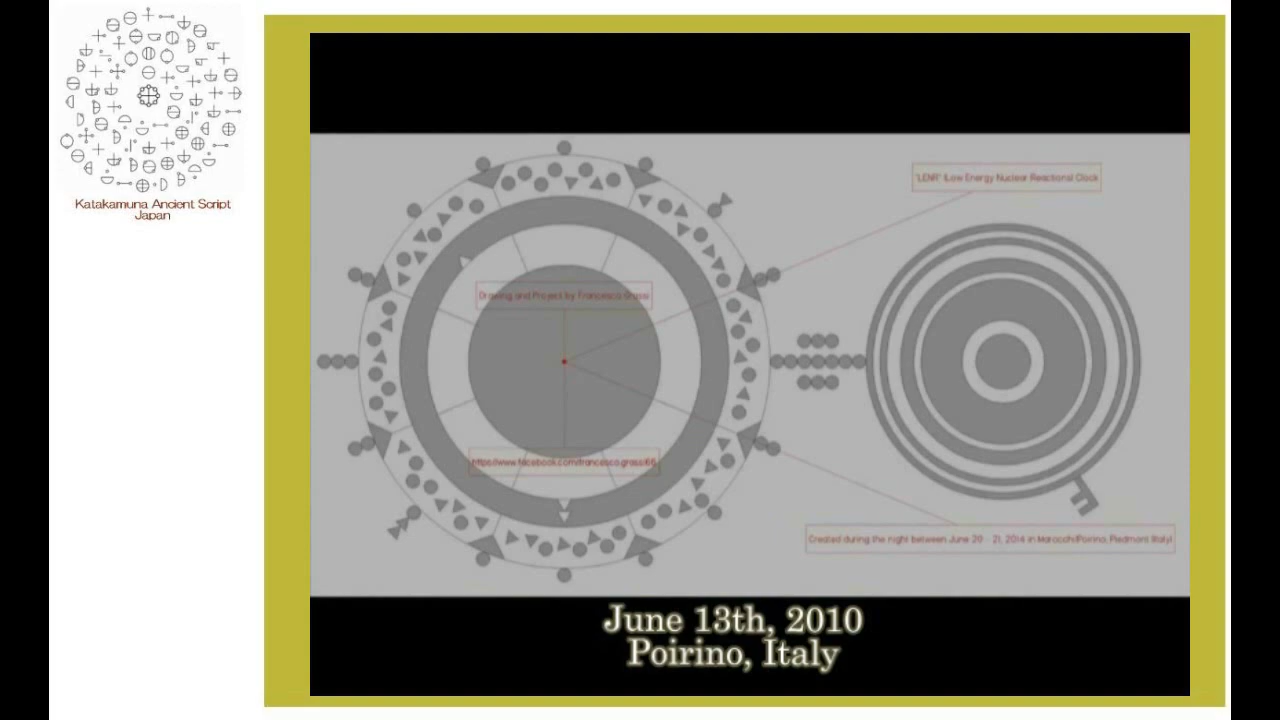 Katakamuna Ancient Script
Japan
"LENR" (Low Energy Nuclear Reactions) Clock
Drawing and Project by Francesco Grassi
https://www.facebook.com/francesco.grassi66
Created during the night between June 20 - 21, 2014 in Marocchi/Poirino, Piedmont (Italy)
June 13th, 2010
Poirino, Italy